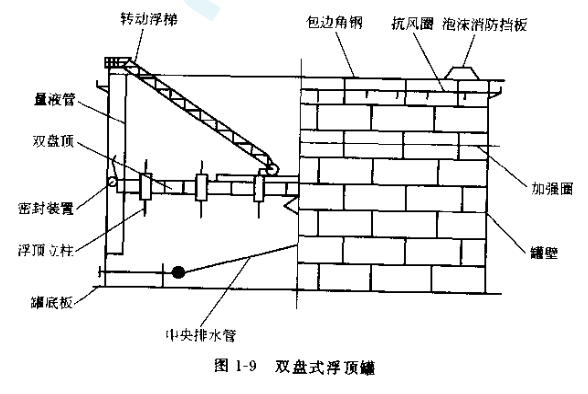 转动浮梯
包边角钢
抗风圈 泡沫消防挡板
量液管
双盘顶
密封装置
浮顶立柱
罐底板
加强圈
罐壁
中央排水管
图 1-9 双盘式浮顶罐